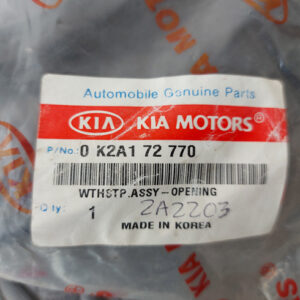 Automobile Genuine Parts
KIA KIA MOTORS®
P/No: 0 K2A1 72 770
WTHSTP.ASSY-OPENING
Q'ty: 1 2A2203
MADE IN KOREA